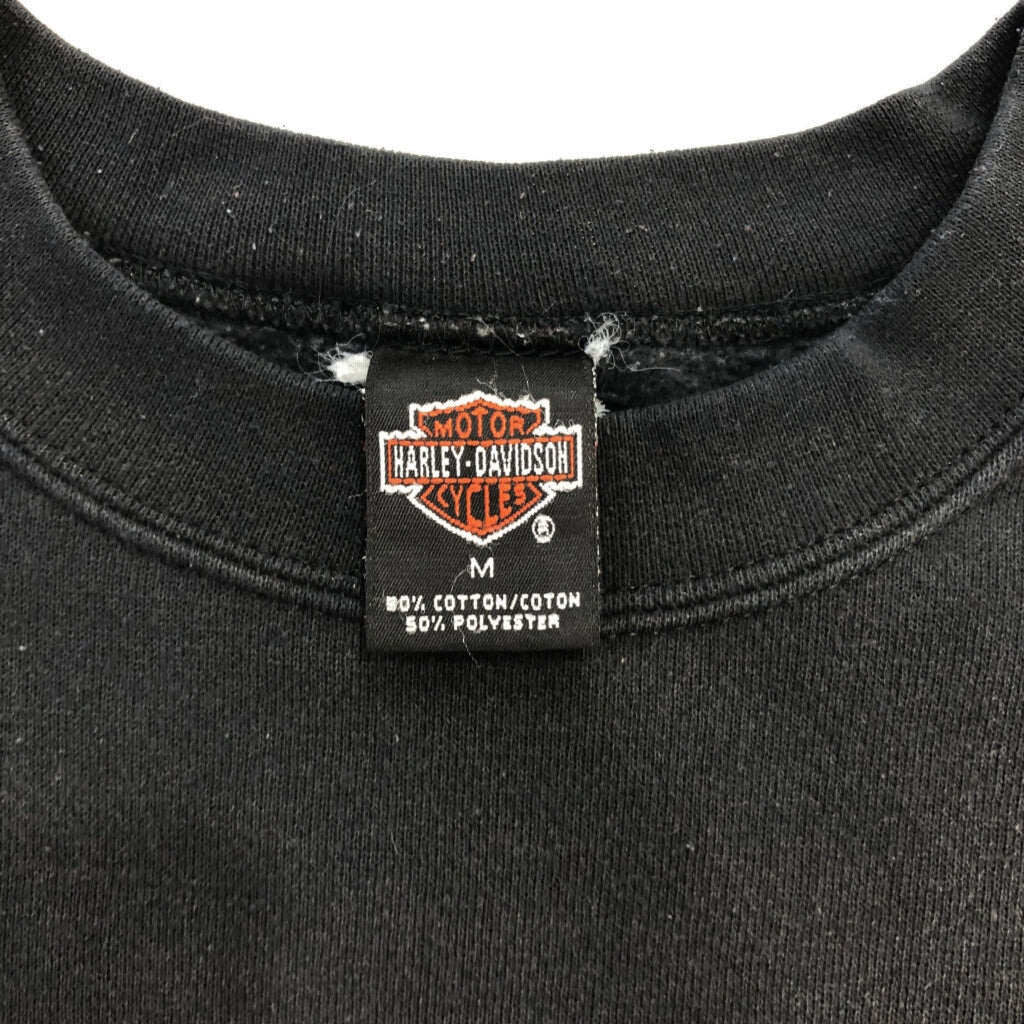 MOTOR
HARLEY-DAVIDSON
CYCLES
®
M
50% COTTON/COTON
50% POLYESTER